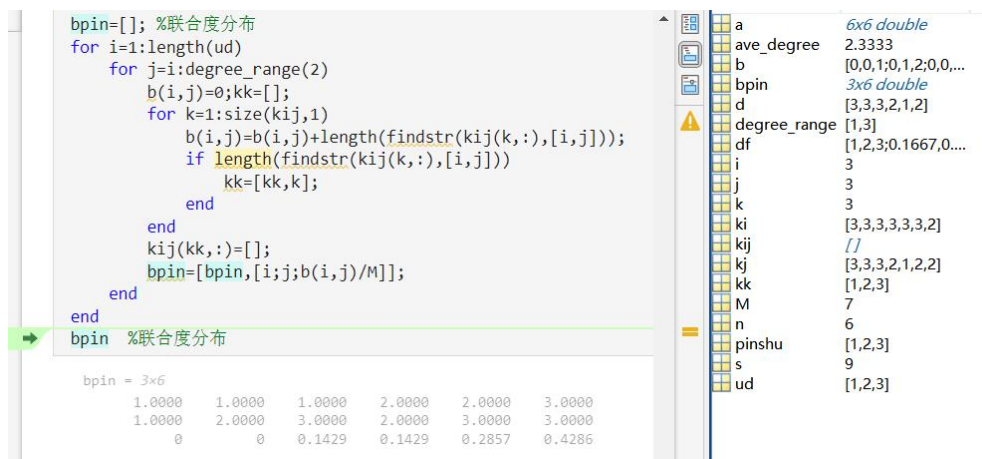 bpin=[]; %联合度分布
for i=1:length(ud)
for j=i:degree_range(2)
b(i,j)=0;kk=[];
for k=1:size(kij,1)
b(i,j)=b(i,j)+length(findstr(kij(k,:),[i,j]));
if length(findstr(kij(k,:),[i,j]))
kk=[kk,k];
end
end
kij(kk,:)=[];
bpin=[bpin,[i;j;b(i,j)/M]];
end
end
bpin %联合度分布
bpin = 3×6
1.0000 1.0000 1.0000 2.0000 2.0000 3.0000
1.0000 2.0000 3.0000 2.0000 3.0000 3.0000
0 0 0.1429 0.1429 0.2857 0.4286
a 6x6 double
ave_degree 2.3333
b [0,0,1;0,1,2;0,0,...
bpin 3x6 double
d [3,3,3,2,1,2]
degree_range [1,3]
df [1,2,3;0.1667,0....
i 3
j 3
k 3
ki [3,3,3,3,3,3,2]
kij []
kj [3,3,3,2,1,2,2]
kk [1,2,3]
M 7
n 6
pinshu [1,2,3]
s 9
ud [1,2,3]